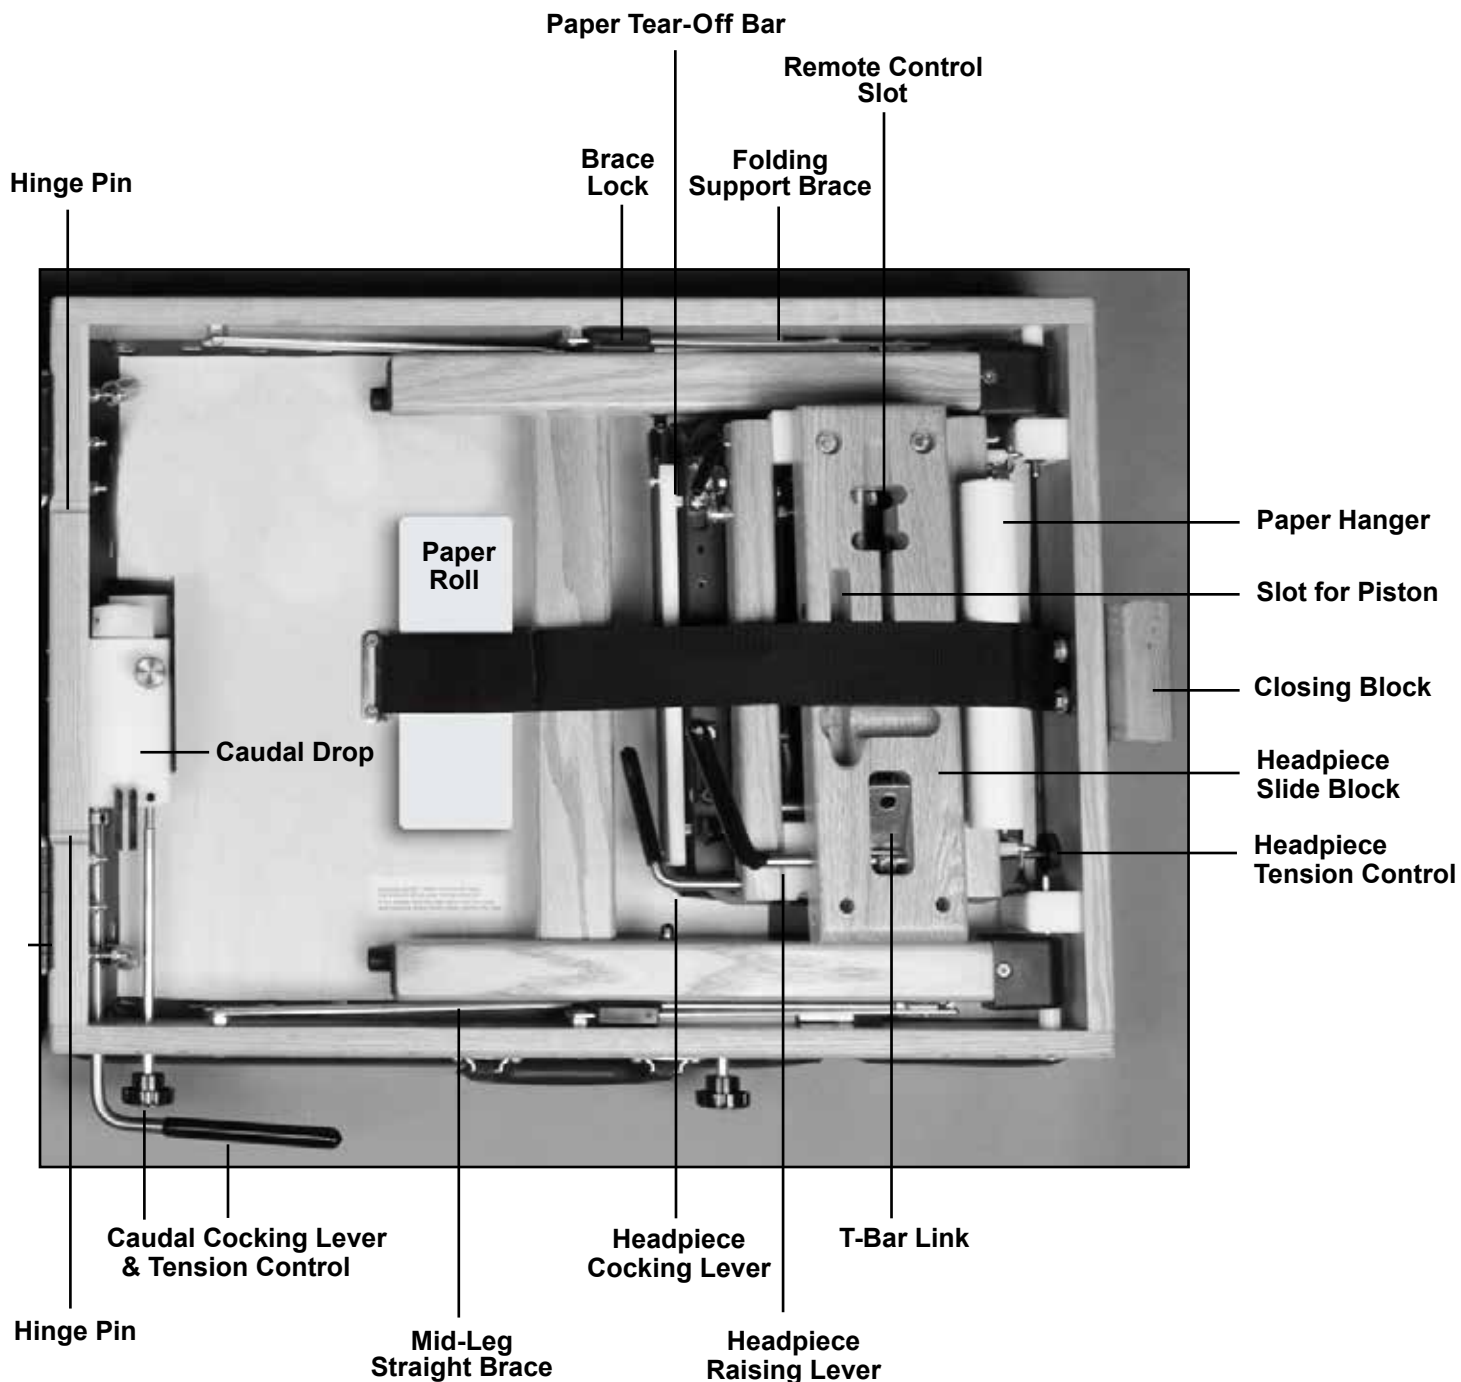 Paper Tear-Off Bar
Remote Control
Slot
Brace
Lock
Folding
Support Brace
Hinge Pin
Paper Hanger
Paper
Roll
Slot for Piston
Closing Block
Caudal Drop
Headpiece
Slide Block
Headpiece
Tension Control
Caudal Cocking Lever
& Tension Control
Headpiece
Cocking Lever
T-Bar Link
Hinge Pin
Mid-Leg
Straight Brace
Headpiece
Raising Lever